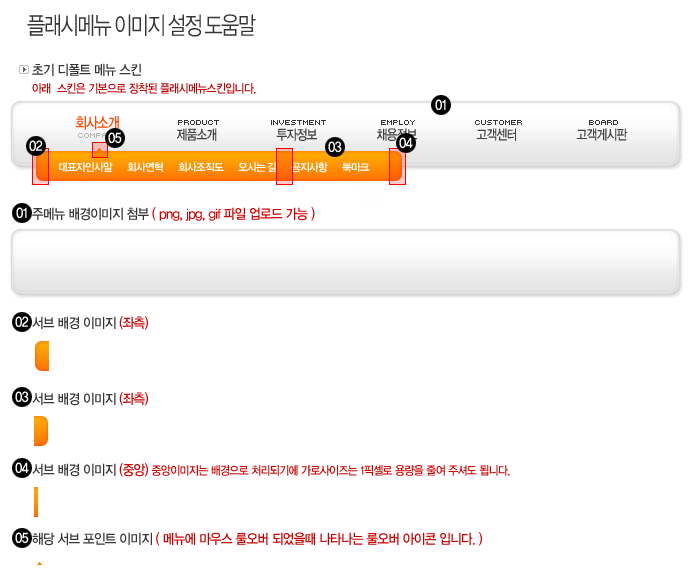 플래시메뉴 이미지 설정 도움말
초기 디폴트 메뉴 스킨
아래 스킨은 기본으로 장착된 플래시메뉴스킨입니다.
01
회사소개 PRODUCT INVESTMENT EMPLOY CUSTOMER BOARD
제품소개 투자정보 채용정보 고객센터 고객게시판
02 05 03 04
대표자인사말 회사연혁 회사조직도 오시는 길 공지사항 북마크
01 주메뉴 배경이미지 첨부 ( png, jpg, gif 파일 업로드 가능 )
02 서브 배경 이미지 (좌측)
03 서브 배경 이미지 (좌측)
04 서브 배경 이미지 (중앙) 중앙이미지는 배경으로 처리되기에 가로사이즈는 1픽셀로 용량을 줄여 주셔도 됩니다.
05 해당 서브 포인트 이미지 ( 메뉴에 마우스 룰오버 되었을때 나타나는 룰오버 아이콘 입니다. )